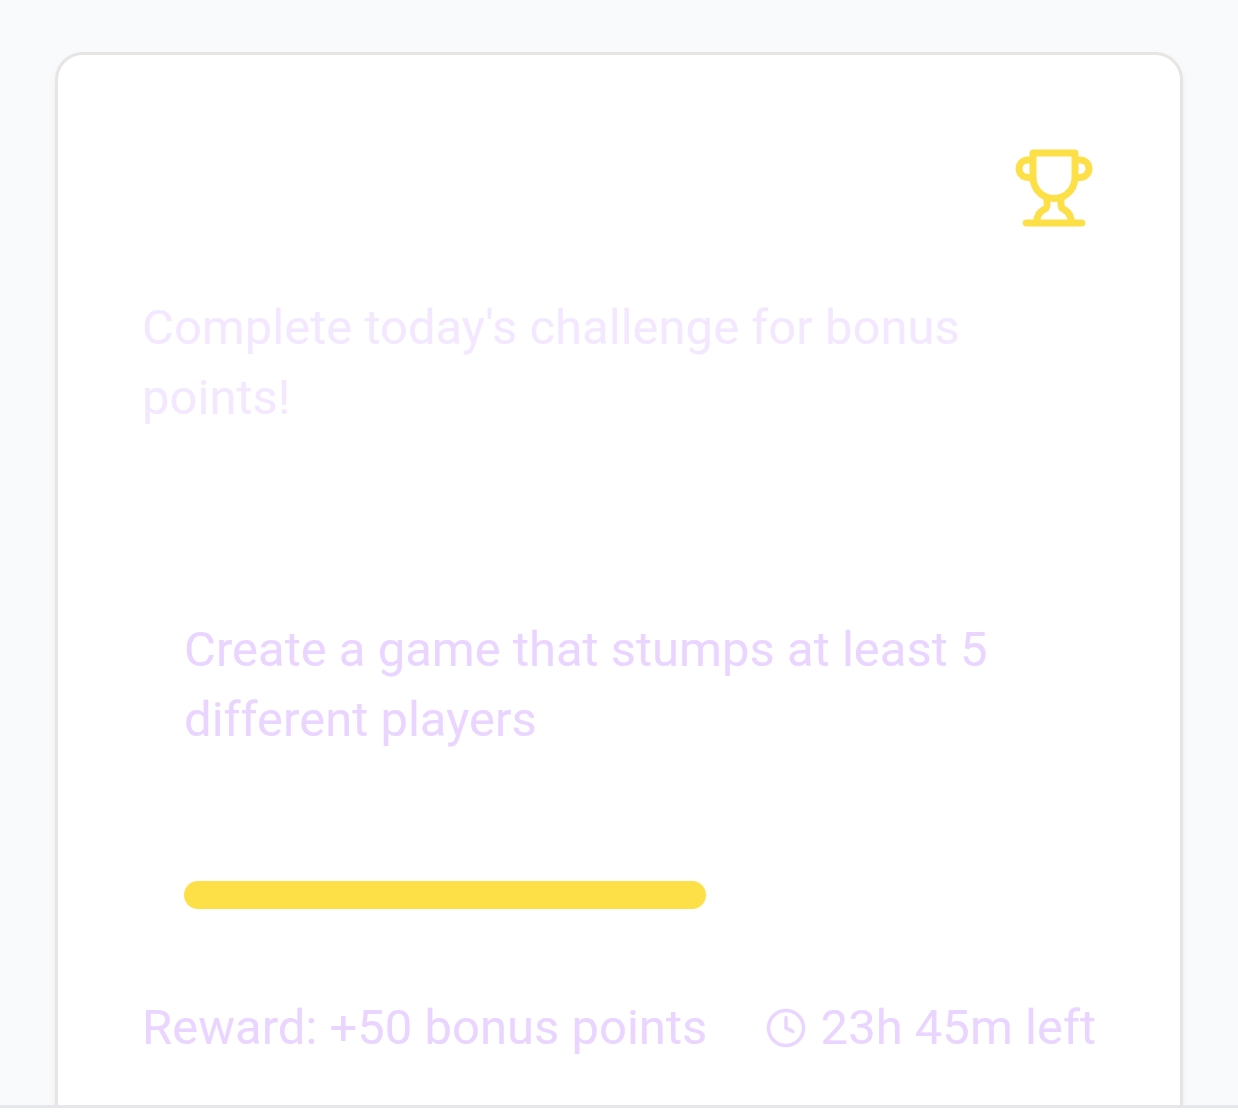 Complete today's challenge for bonus
points!
Create a game that stumps at least 5
different players
Reward: +50 bonus points
23h 45m left